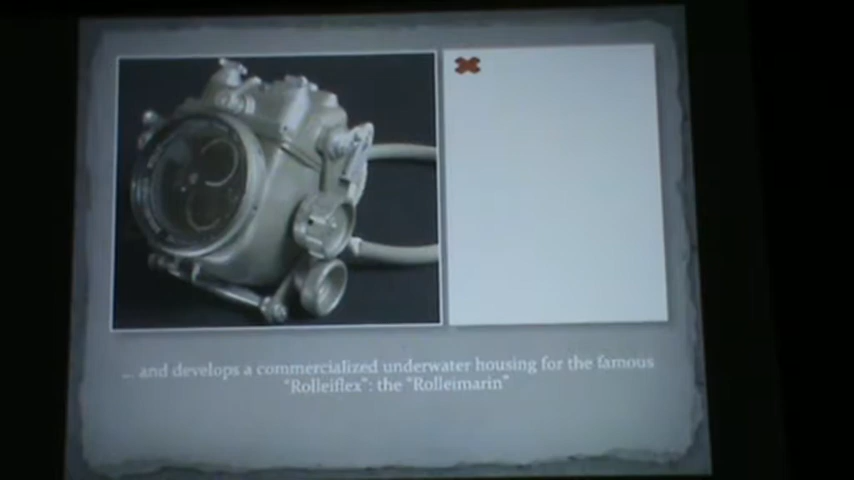 ... and develops a commercialized underwater housing for the famous
"Rolleiflex": the "Rolleimarin"